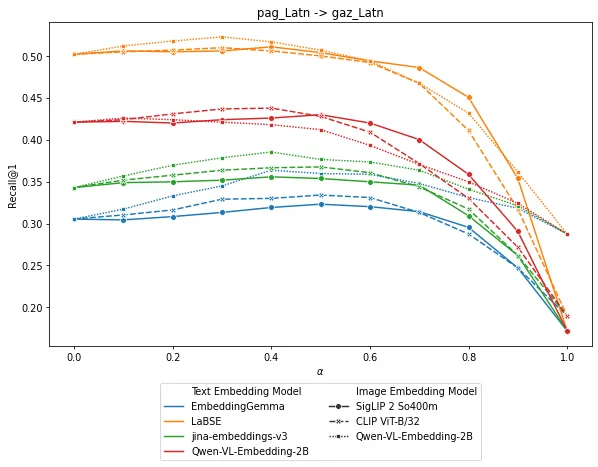 pag_Latn -> gaz_Latn
Recall@1
0.50
0.45
0.40
0.35
0.30
0.25
0.20
0.0
0.2
0.4
0.6
0.8
1.0
α
Text Embedding Model
EmbeddingGemma
LaBSE
jina-embeddings-v3
Qwen-VL-Embedding-2B
Image Embedding Model
SigLIP 2 So400m
CLIP ViT-B/32
Qwen-VL-Embedding-2B